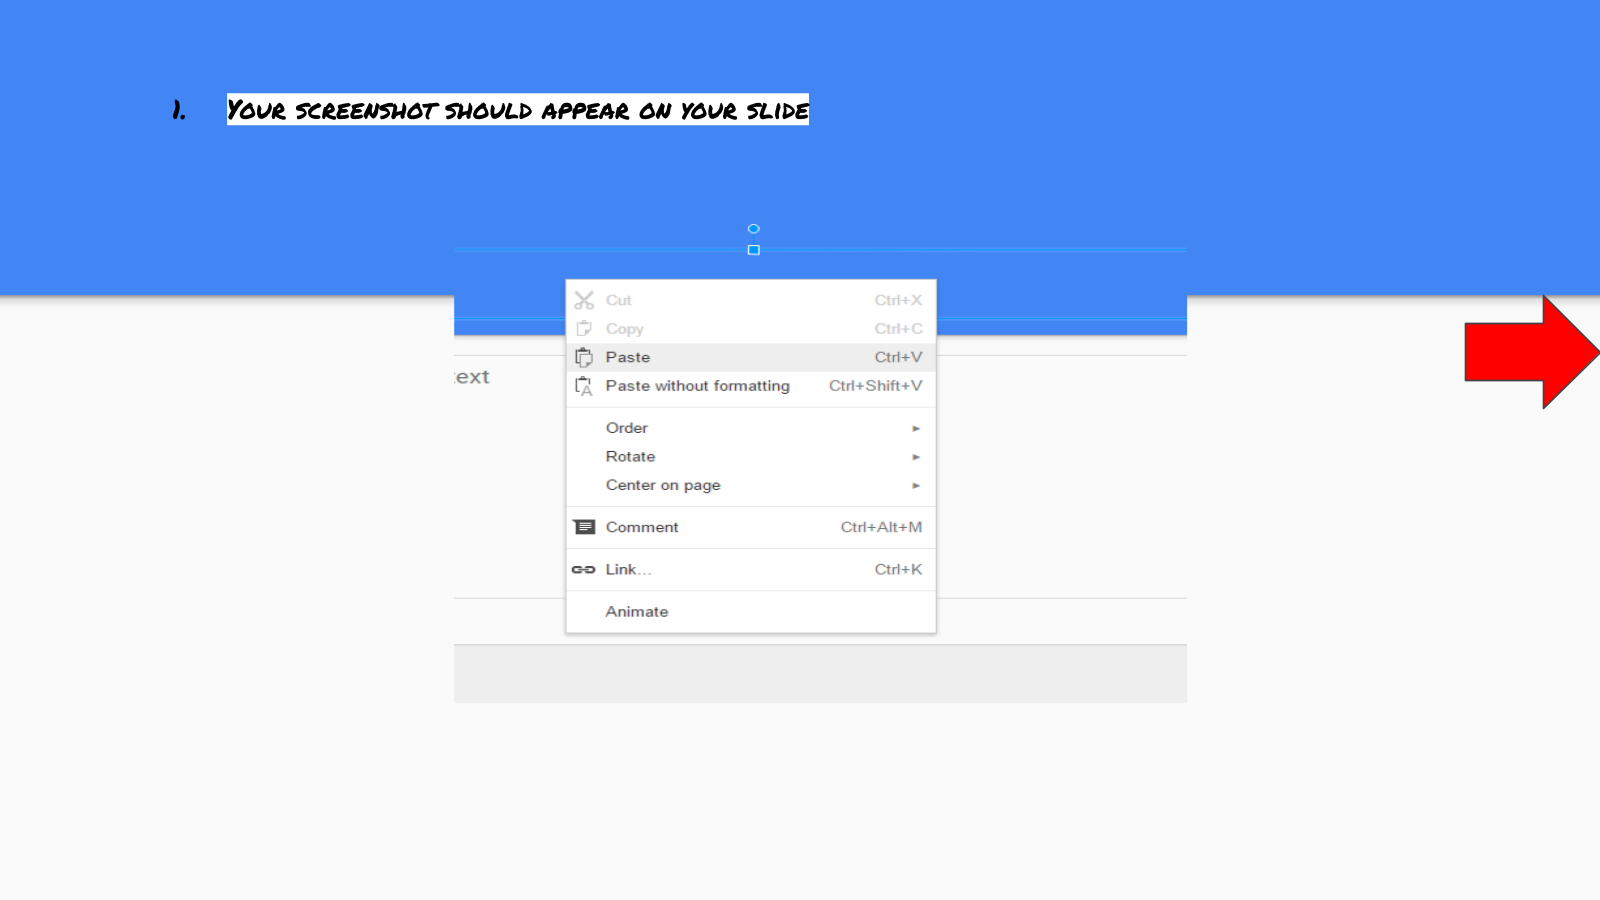 1. Your screenshot should appear on your slide
Cut Ctrl+X
Copy Ctrl+C
Paste Ctrl+V
ext
Paste without formatting Ctrl+Shift+V
Order ►
Rotate ►
Center on page ►
Comment Ctrl+Alt+M
Link... Ctrl+K
Animate